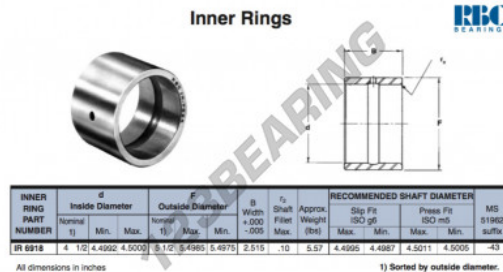 Inner Rings
RBC
BEARINGS
B
d
F
123BEARING
INNER RING PART NUMBER
d Inside Diameter
F Outside Diameter
B Width +.000 -.005
Shaft Fillet Max.
Approx. Weight (lbs)
RECOMMENDED SHAFT DIAMETER
Slip Fit ISO g6
Press Fit ISO m5
MS 51962 suffix
Nominal 1) Min. Max. Nominal 1) Max. Min. Max. Min. Max. Min.
IR 6918 4 1/2 4.4992 4.5000 5 1/2 5.4985 5.4975 2.515 .10 5.57 4.4995 4.4987 4.5011 4.5005 -43
All dimensions in inches
1) Sorted by outside diameter.